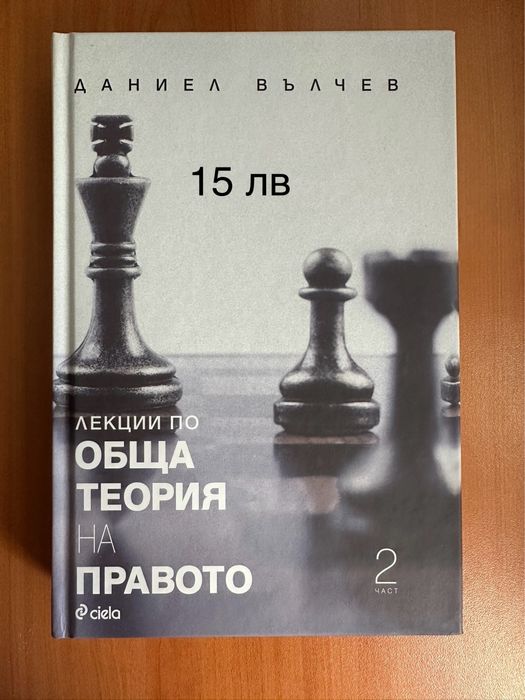 ДАНИЕЛ ВЪЛЧЕВ
15 лв
ЛЕКЦИИ ПО
ОБЩА
ТЕОРИЯ
НА
ПРАВОТО
ciela
2
ЧАСТ